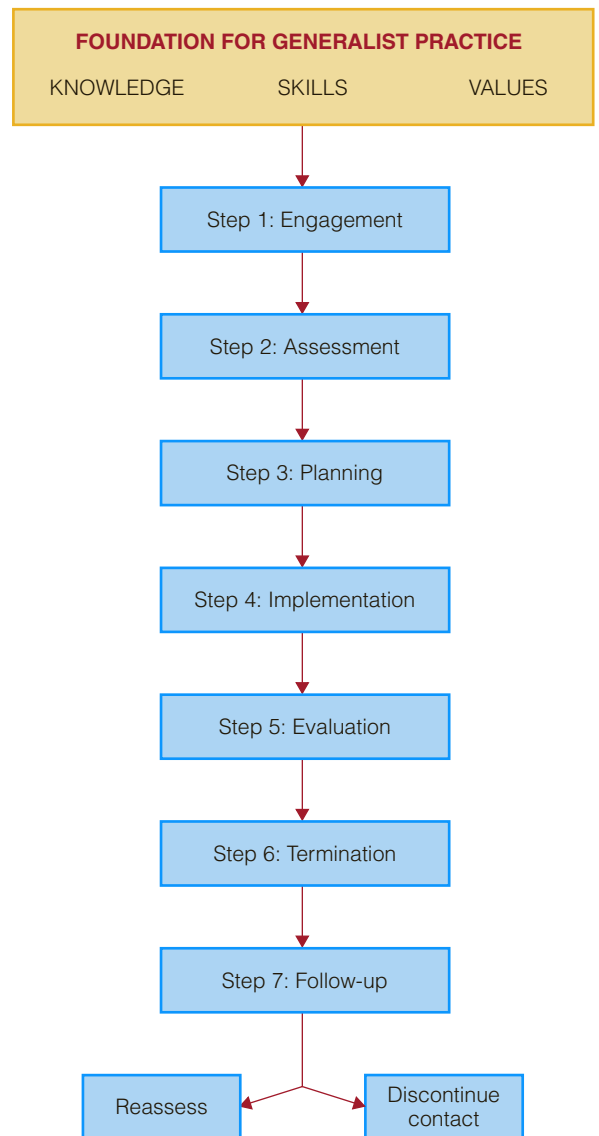 FOUNDATION FOR GENERALIST PRACTICE
KNOWLEDGE SKILLS VALUES
Step 1: Engagement
Step 2: Assessment
Step 3: Planning
Step 4: Implementation
Step 5: Evaluation
Step 6: Termination
Step 7: Follow-up
Reassess
Discontinue
contact